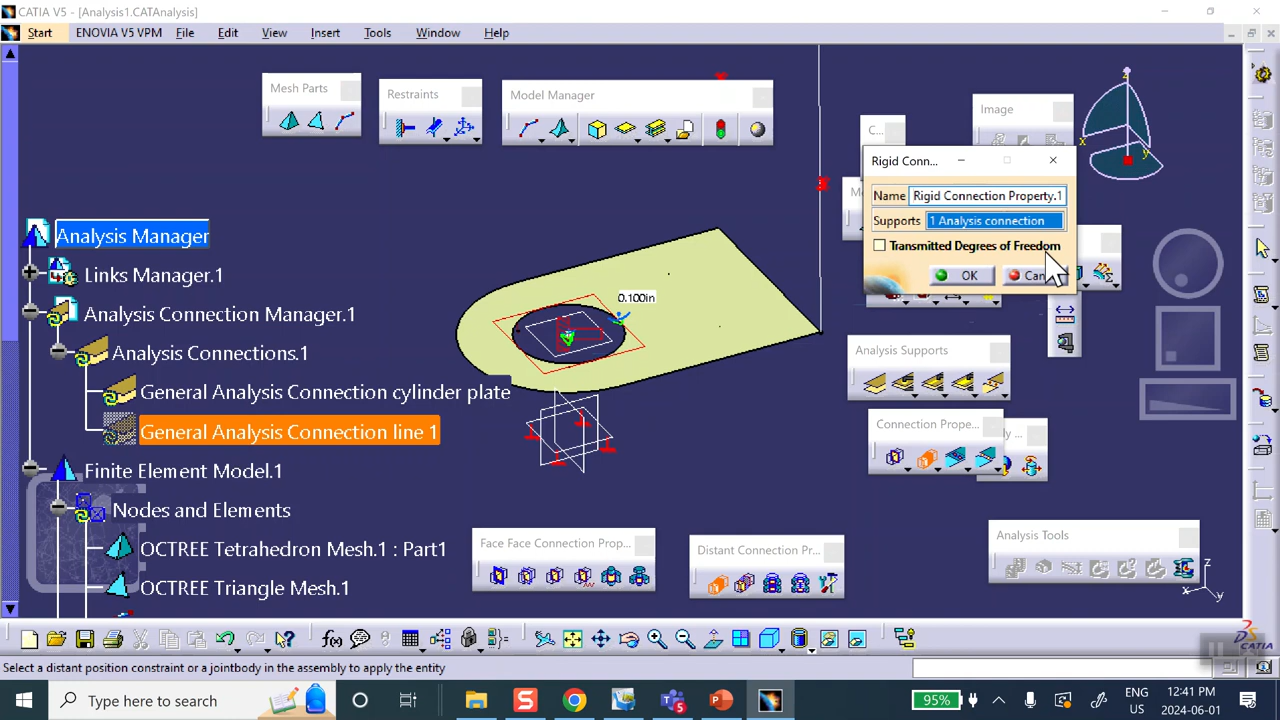 CATIA V5 - [Analysis1.CATAnalysis]
Start ENOVIA V5 VPM File Edit View Insert Tools Window Help
Mesh Parts
Restraints
Model Manager
C...
Image
Rigid Conn...
Name Rigid Connection Property.1
Supports 1 Analysis connection
Transmitted Degrees of Freedom
OK Can
z
x
y
Analysis Manager
Links Manager.1
Analysis Connection Manager.1
Analysis Connections.1
General Analysis Connection cylinder plate
General Analysis Connection line 1
Finite Element Model.1
Nodes and Elements
OCTREE Tetrahedron Mesh.1 : Part1
OCTREE Triangle Mesh.1
0.100in
Analysis Supports
Connection Prope...
Face Face Connection Prop...
Distant Connection Pr...
Analysis Tools
z
x
y
f(x)
CATIA
Select a distant position constraint or a jointbody in the assembly to apply the entity
Type here to search
95%
ENG
US
12:41 PM
2024-06-01